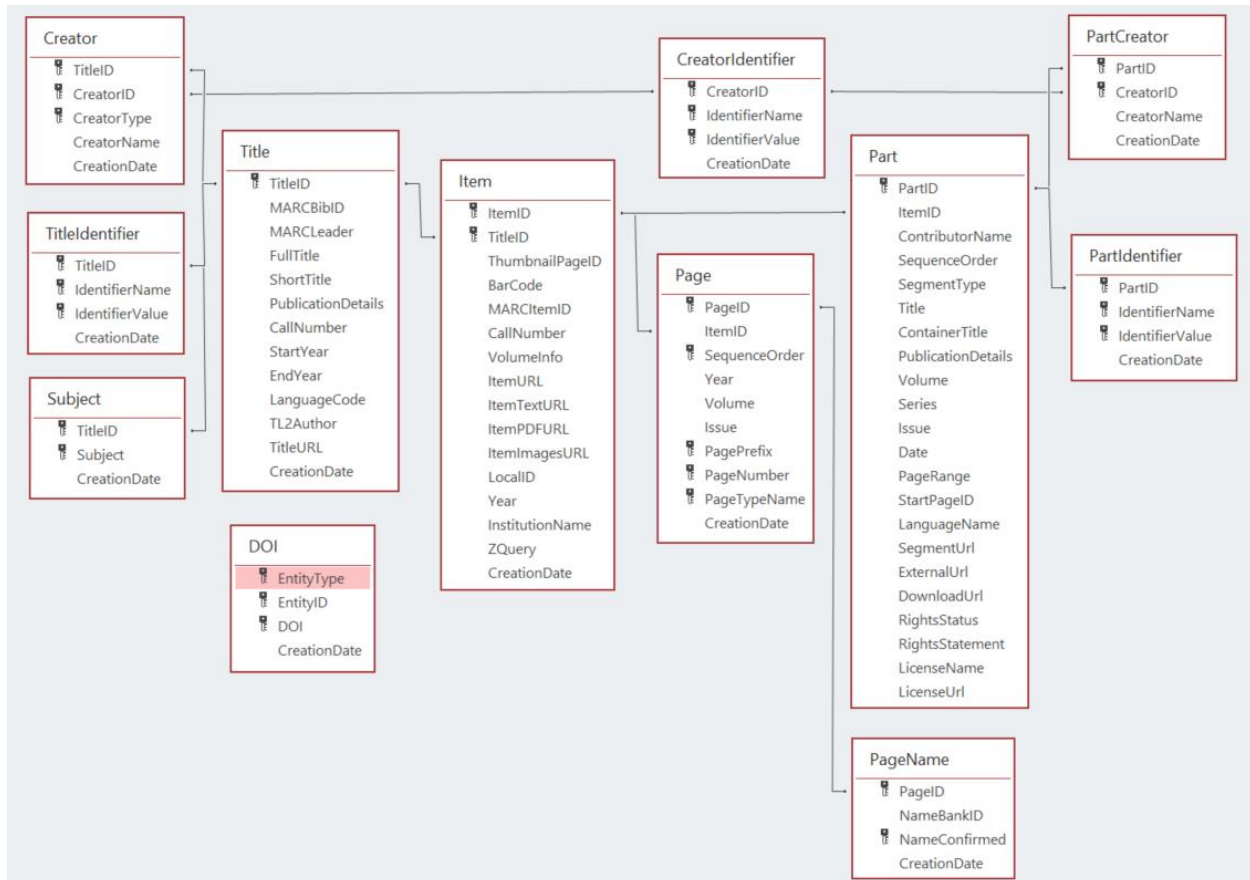 Creator
TitleID
CreatorID
CreatorType
CreatorName
CreationDate
TitleIdentifier
TitleID
IdentifierName
IdentifierValue
CreationDate
Subject
TitleID
Subject
CreationDate
Title
TitleID
MARCBibID
MARCLeader
FullTitle
ShortTitle
PublicationDetails
CallNumber
StartYear
EndYear
LanguageCode
TL2Author
TitleURL
CreationDate
DOI
EntityType
EntityID
DOI
CreationDate
Item
ItemID
TitleID
ThumbnailPageID
BarCode
MARCItemID
CallNumber
VolumeInfo
ItemURL
ItemTextURL
ItemPDFURL
ItemImagesURL
LocalID
Year
InstitutionName
ZQuery
CreationDate
CreatorIdentifier
CreatorID
IdentifierName
IdentifierValue
CreationDate
Page
PageID
ItemID
SequenceOrder
Year
Volume
Issue
PagePrefix
PageNumber
PageTypeName
CreationDate
Part
PartID
ItemID
ContributorName
SequenceOrder
SegmentType
Title
ContainerTitle
PublicationDetails
Volume
Series
Issue
Date
PageRange
StartPageID
LanguageName
SegmentUrl
ExternalUrl
DownloadUrl
RightsStatus
RightsStatement
LicenseName
LicenseUrl
PageName
PageID
NameBankID
NameConfirmed
CreationDate
PartCreator
PartID
CreatorID
CreatorName
CreationDate
PartIdentifier
PartID
IdentifierName
IdentifierValue
CreationDate